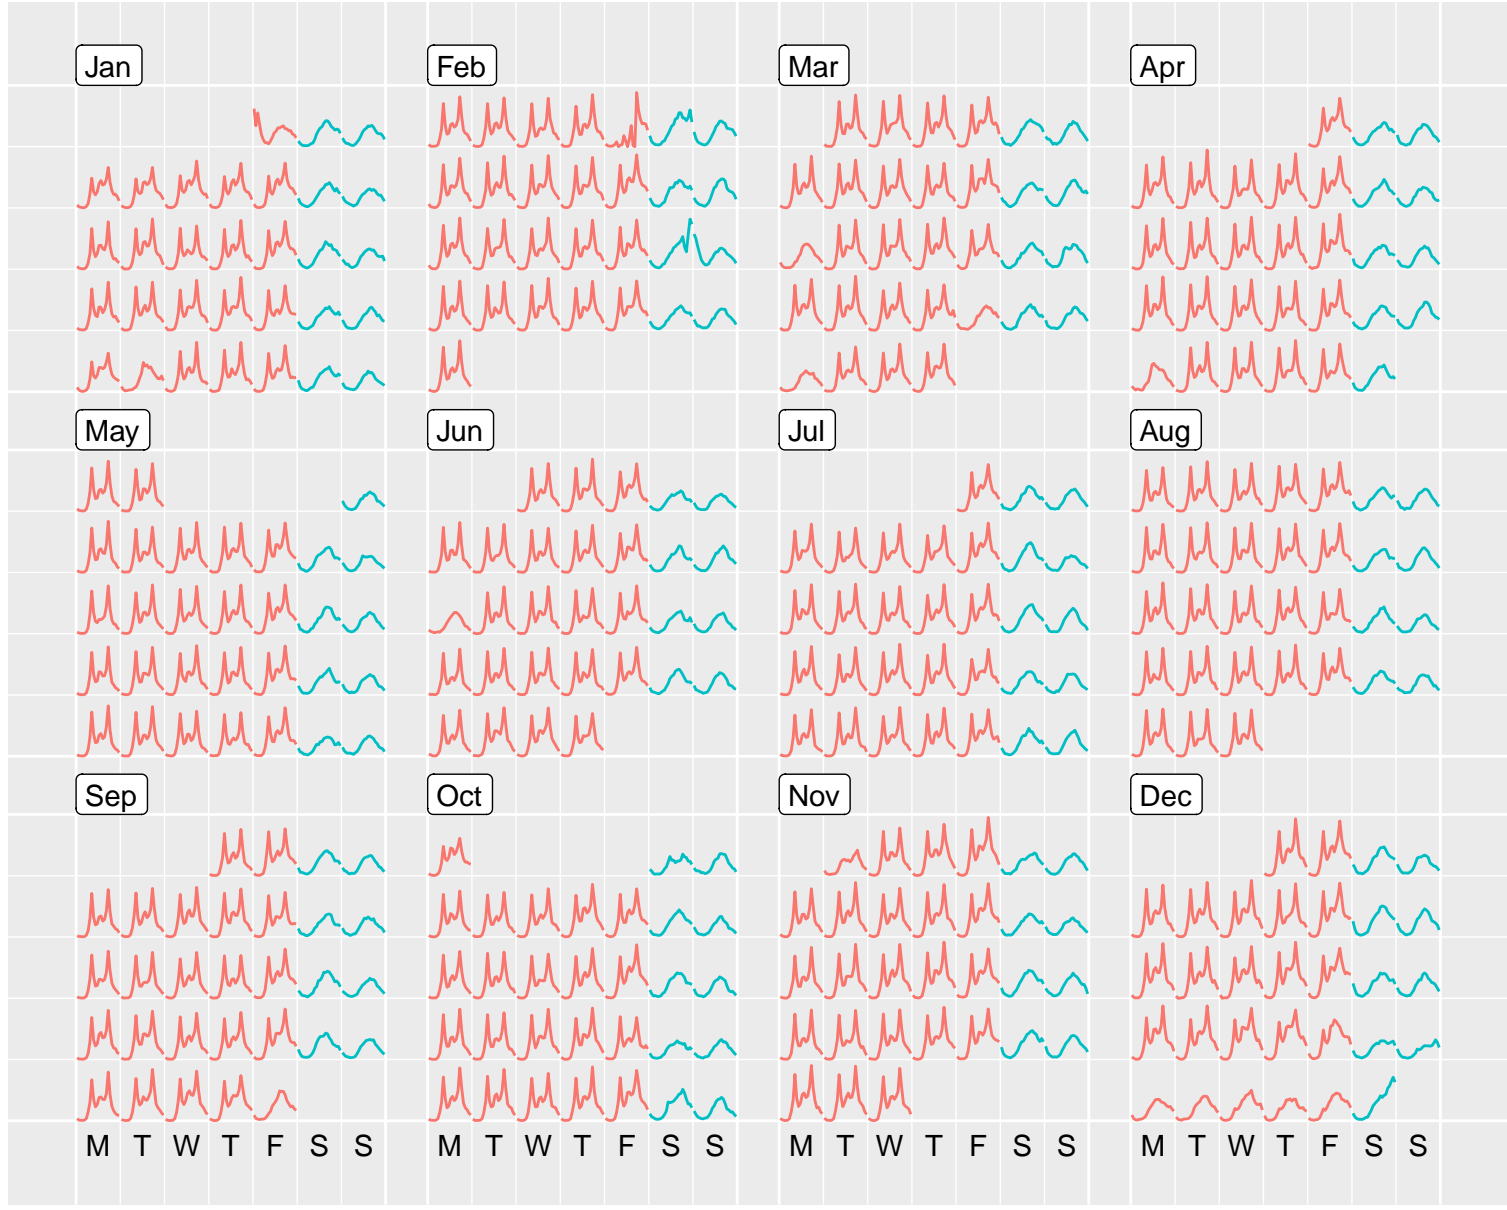 Jan Feb Mar Apr
May Jun Jul Aug
Sep Oct Nov Dec
M T W T F S S M T W T F S S M T W T F S S M T W T F S S